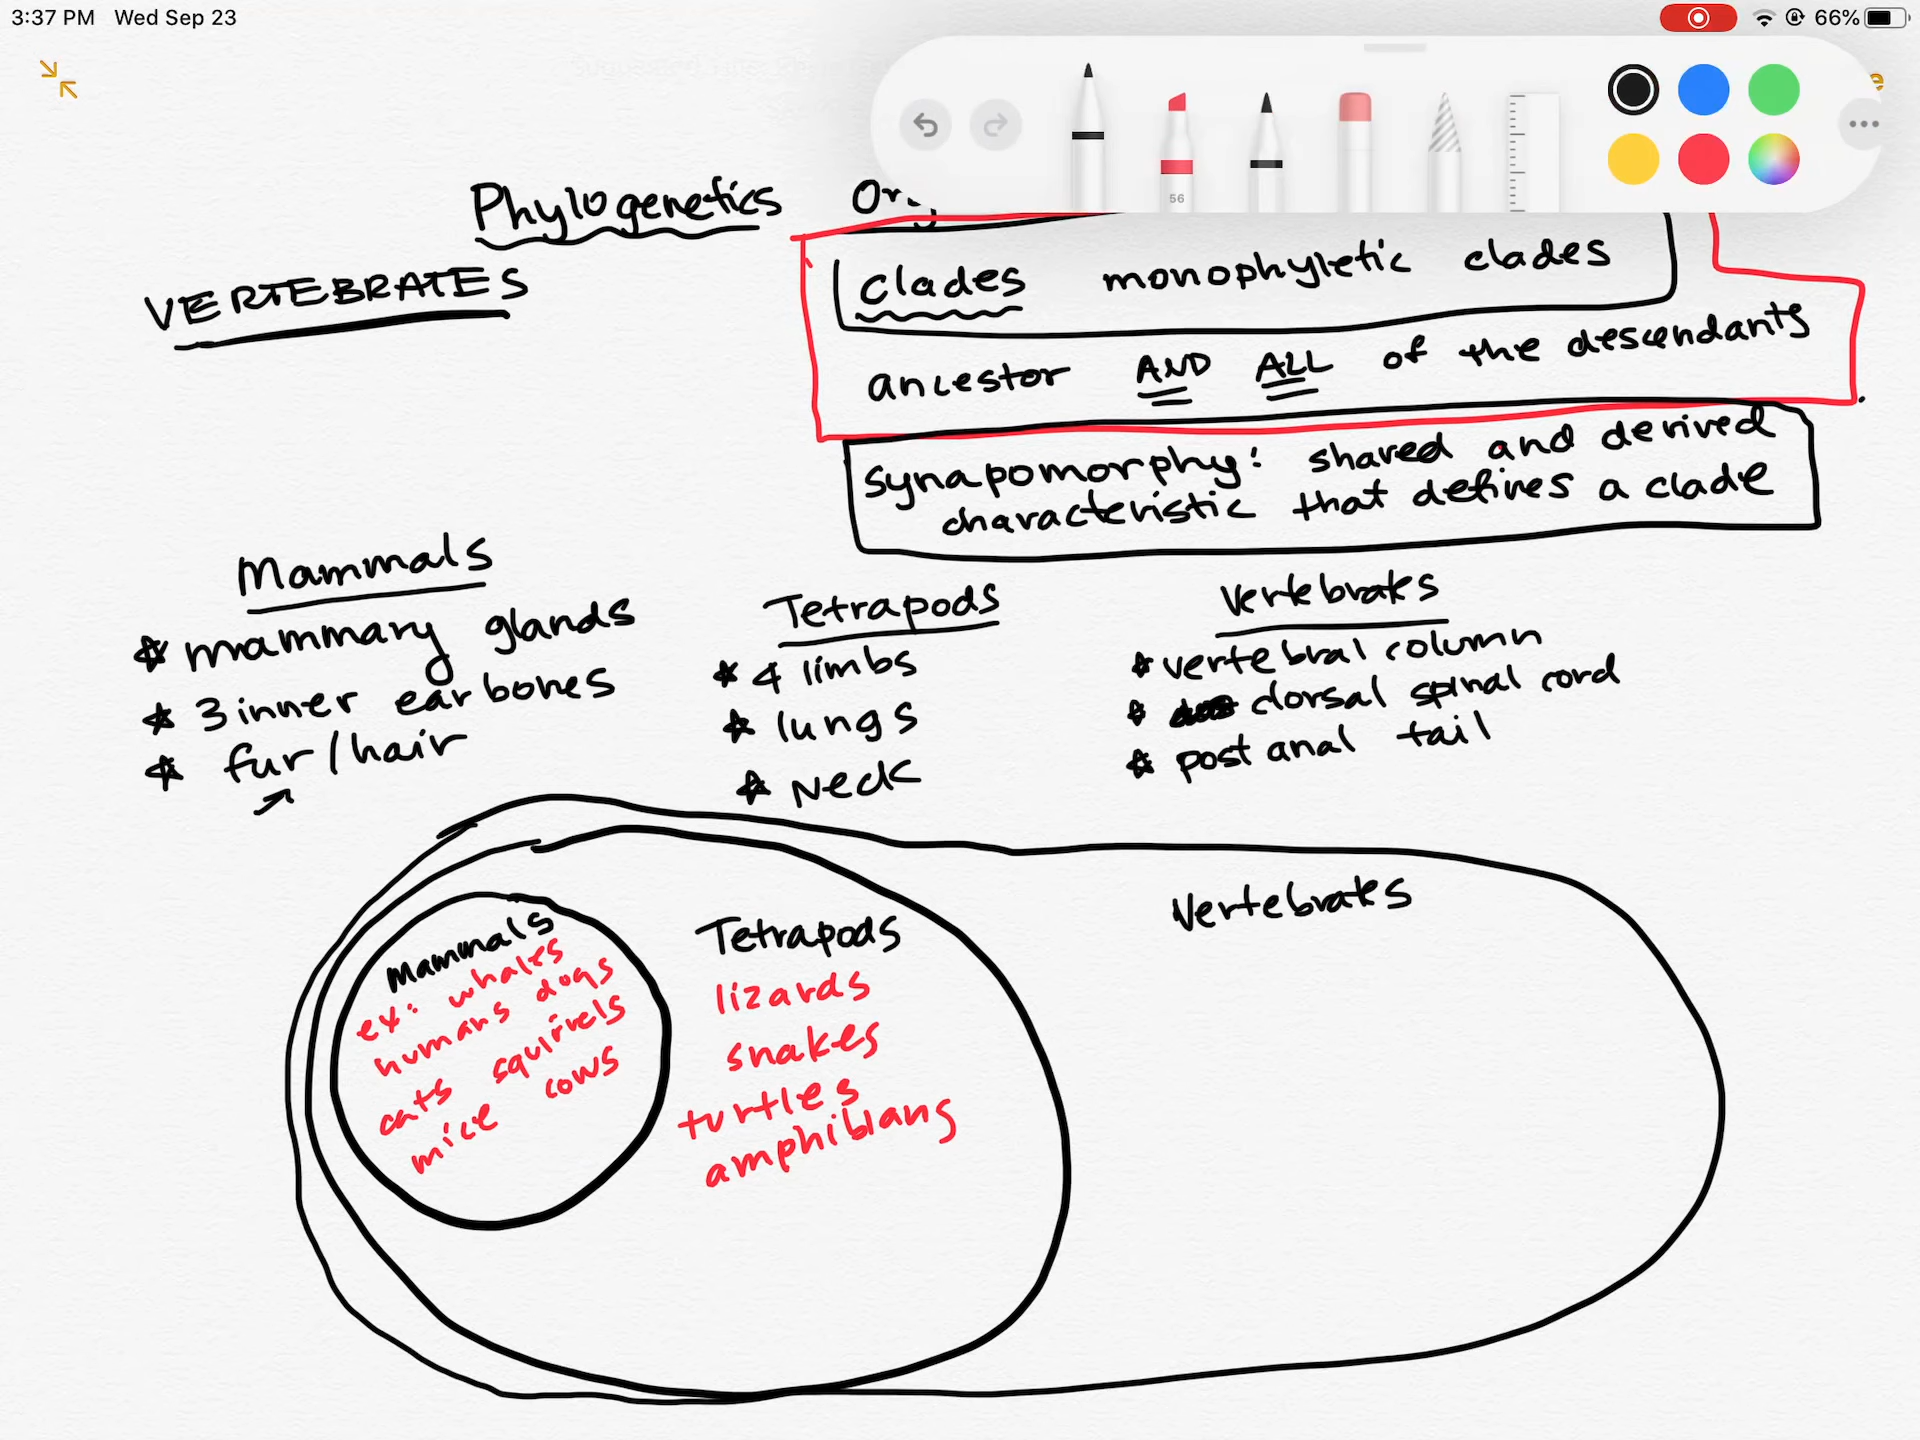 3:37 PM Wed Sep 23
66%
56
Phylogenetics
VERTEBRATES
Clades monophyletic clades
ancestor AND ALL of the descendants
synapomorphy: shared and derived
characteristic that defines a clade
Mammals
* mammary glands
* 3 inner ear bones
* fur/hair
Tetrapods
* 4 limbs
* lungs
* Neck
Vertebrates
* vertebral column
* dorsal spinal cord
* post anal tail
Mammals
ex: whales
humans dogs
cats squirrels
mice cows
Tetrapods
lizards
snakes
turtles
amphibians
Vertebrates